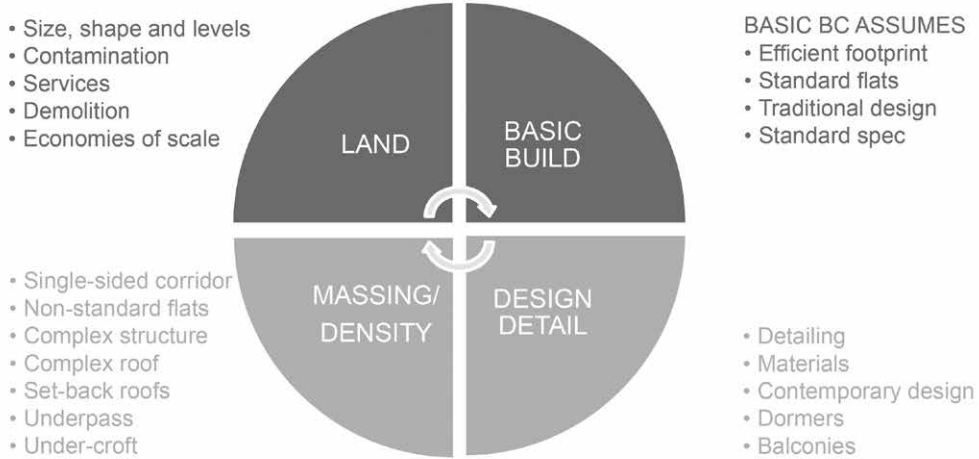 • Size, shape and levels
• Contamination
• Services
• Demolition
• Economies of scale
LAND
BASIC
BUILD
BASIC BC ASSUMES
• Efficient footprint
• Standard flats
• Traditional design
• Standard spec
• Single-sided corridor
• Non-standard flats
• Complex structure
• Complex roof
• Set-back roofs
• Underpass
• Under-croft
MASSING/
DENSITY
DESIGN
DETAIL
• Detailing
• Materials
• Contemporary design
• Dormers
• Balconies